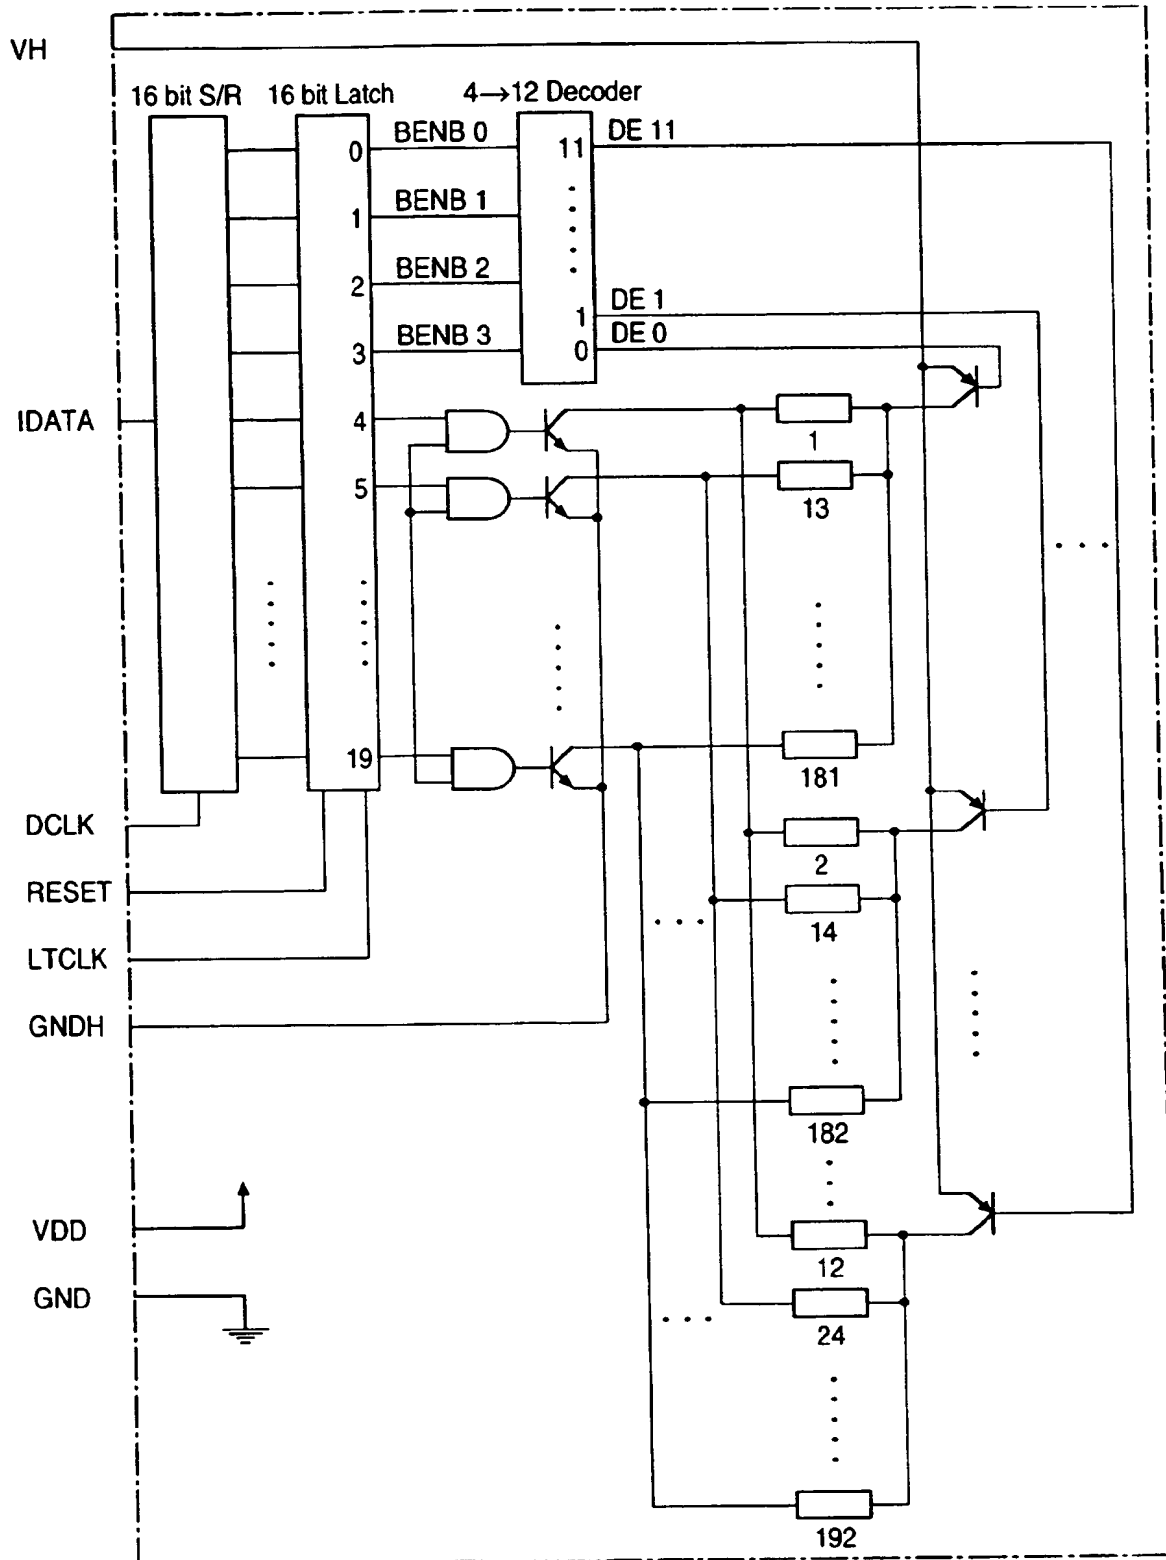 VH
16 bit S/R 16 bit Latch 4→12 Decoder
0 BENB 0 11 DE 11
1 BENB 1
2 BENB 2
1 DE 1
3 BENB 3 0 DE 0
IDATA 4
1
5
13
19
181
DCLK
2
RESET
14
LTCLK
GNDH
182
VDD
12
GND
24
192